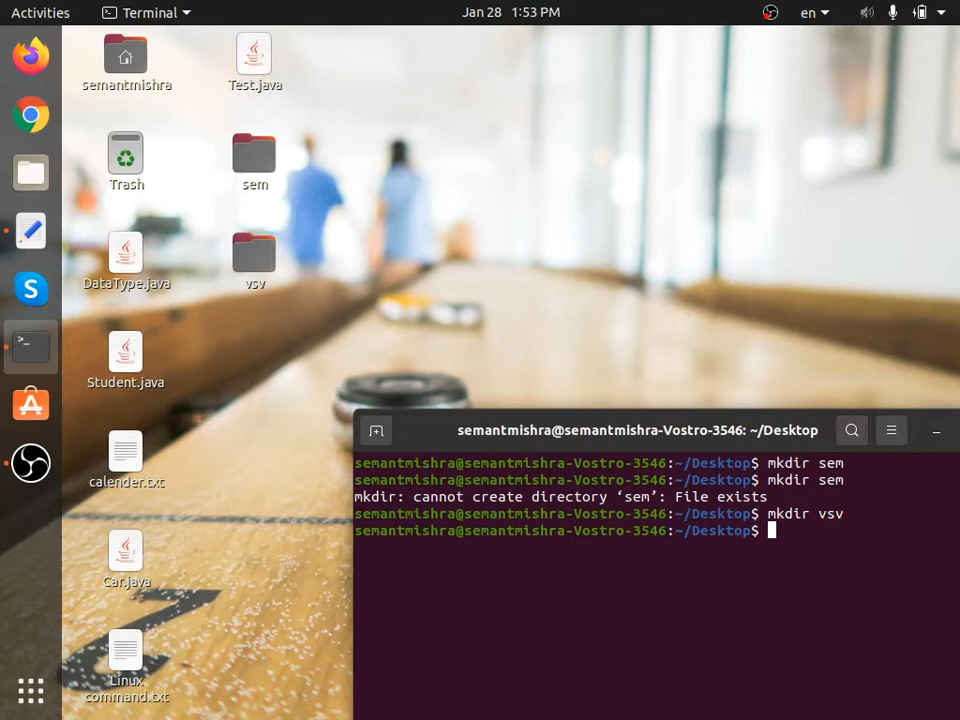 Activities
Terminal
Jan 28 1:53 PM
en
semantmishra
Test.java
Trash
sem
DataType.java
vsv
Student.java
calender.txt
Car.java
Linux
command.txt
semantmishra@semantmishra-Vostro-3546: ~/Desktop
semantmishra@semantmishra-Vostro-3546:~/Desktop$ mkdir sem
semantmishra@semantmishra-Vostro-3546:~/Desktop$ mkdir sem
mkdir: cannot create directory ‘sem’: File exists
semantmishra@semantmishra-Vostro-3546:~/Desktop$ mkdir vsv
semantmishra@semantmishra-Vostro-3546:~/Desktop$